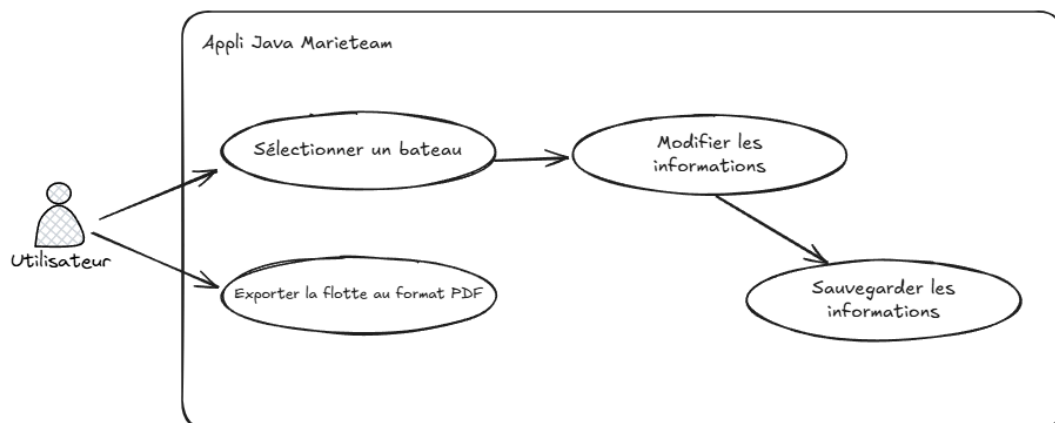 Appli Java Marieteam
Sélectionner un bateau
Modifier les
informations
Utilisateur
Exporter la flotte au format PDF
Sauvegarder les
informations